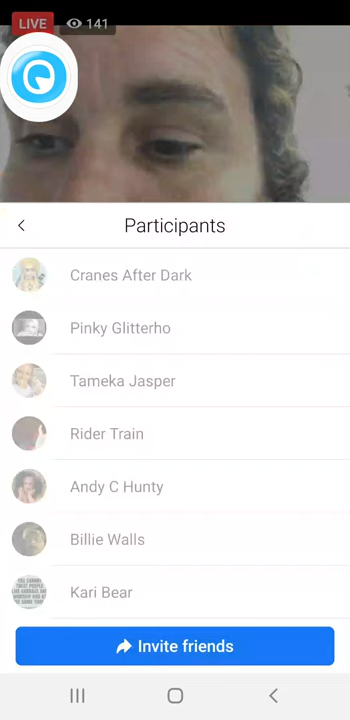 LIVE 141
Participants
Cranes After Dark
Pinky Glitterho
Tameka Jasper
Rider Train
Andy C Hunty
Billie Walls
Kari Bear
Invite friends